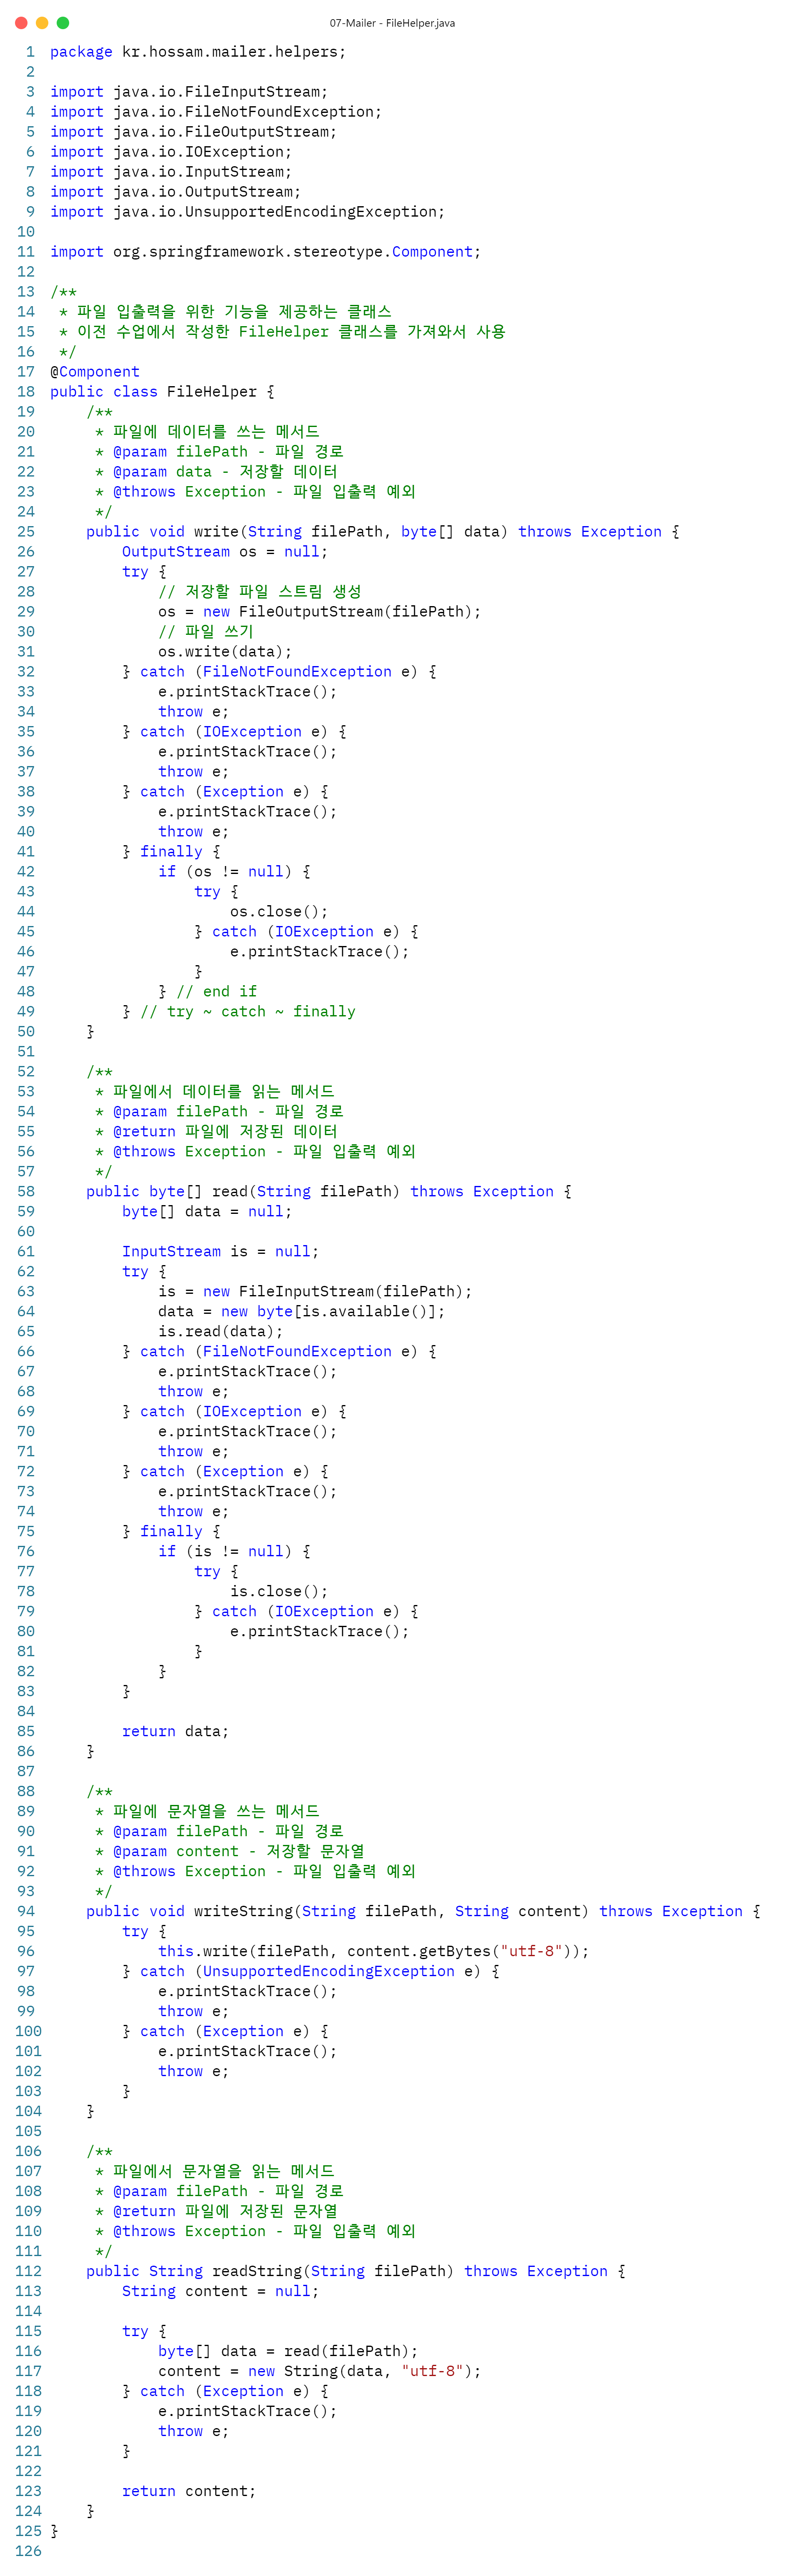 07-Mailer - FileHelper.java
1 package kr.hossam.mailer.helpers;
2
3 import java.io.FileInputStream;
4 import java.io.FileNotFoundException;
5 import java.io.FileOutputStream;
6 import java.io.IOException;
7 import java.io.InputStream;
8 import java.io.OutputStream;
9 import java.io.UnsupportedEncodingException;
10
11 import org.springframework.stereotype.Component;
12
13 /**
14  * 파일 입출력을 위한 기능을 제공하는 클래스
15  * 이전 수업에서 작성한 FileHelper 클래스를 가져와서 사용
16  */
17 @Component
18 public class FileHelper {
19     /**
20      * 파일에 데이터를 쓰는 메서드
21      * @param filePath - 파일 경로
22      * @param data - 저장할 데이터
23      * @throws Exception - 파일 입출력 예외
24      */
25     public void write(String filePath, byte[] data) throws Exception {
26         OutputStream os = null;
27         try {
28             // 저장할 파일 스트림 생성
29             os = new FileOutputStream(filePath);
30             // 파일 쓰기
31             os.write(data);
32         } catch (FileNotFoundException e) {
33             e.printStackTrace();
34             throw e;
35         } catch (IOException e) {
36             e.printStackTrace();
37             throw e;
38         } catch (Exception e) {
39             e.printStackTrace();
40             throw e;
41         } finally {
42             if (os != null) {
43                 try {
44                     os.close();
45                 } catch (IOException e) {
46                     e.printStackTrace();
47                 }
48             } // end if
49         } // try ~ catch ~ finally
50     }
51
52     /**
53      * 파일에서 데이터를 읽는 메서드
54      * @param filePath - 파일 경로
55      * @return 파일에 저장된 데이터
56      * @throws Exception - 파일 입출력 예외
57      */
58     public byte[] read(String filePath) throws Exception {
59         byte[] data = null;
60
61         InputStream is = null;
62         try {
63             is = new FileInputStream(filePath);
64             data = new byte[is.available()];
65             is.read(data);
66         } catch (FileNotFoundException e) {
67             e.printStackTrace();
68             throw e;
69         } catch (IOException e) {
70             e.printStackTrace();
71             throw e;
72         } catch (Exception e) {
73             e.printStackTrace();
74             throw e;
75         } finally {
76             if (is != null) {
77                 try {
78                     is.close();
79                 } catch (IOException e) {
80                     e.printStackTrace();
81                 }
82             }
83         }
84
85         return data;
86     }
87
88     /**
89      * 파일에 문자열을 쓰는 메서드
90      * @param filePath - 파일 경로
91      * @param content - 저장할 문자열
92      * @throws Exception - 파일 입출력 예외
93      */
94     public void writeString(String filePath, String content) throws Exception {
95         try {
96             this.write(filePath, content.getBytes("utf-8"));
97         } catch (UnsupportedEncodingException e) {
98             e.printStackTrace();
99             throw e;
100         } catch (Exception e) {
101             e.printStackTrace();
102             throw e;
103         }
104     }
105
106     /**
107      * 파일에서 문자열을 읽는 메서드
108      * @param filePath - 파일 경로
109      * @return 파일에 저장된 문자열
110      * @throws Exception - 파일 입출력 예외
111      */
112     public String readString(String filePath) throws Exception {
113         String content = null;
114
115         try {
116             byte[] data = read(filePath);
117             content = new String(data, "utf-8");
118         } catch (Exception e) {
119             e.printStackTrace();
120             throw e;
121         }
122
123         return content;
124     }
125 }
126